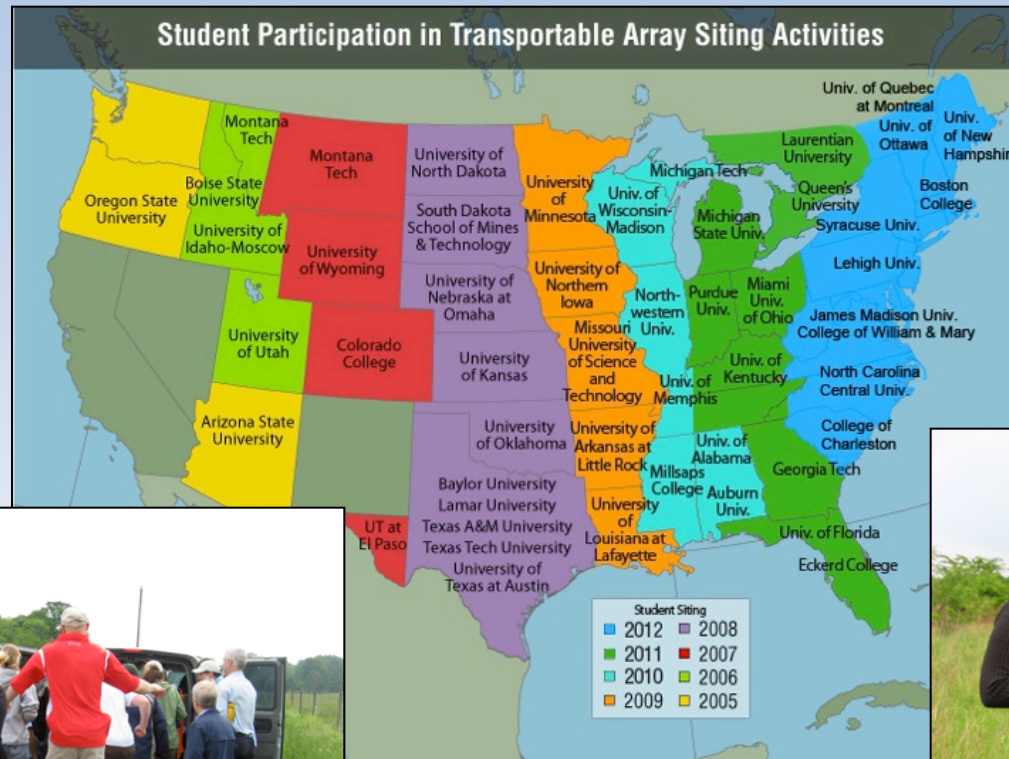 Student Participation in Transportable Array Siting Activities
Univ. of Quebec
at Montreal
Univ. of
Ottawa
Univ.
of New
Hampshir
Montana
Tech
Montana
Tech
University of
North Dakota
Laurentian
University
Michigan Tech
Boise State
University
Oregon State
University
South Dakota
School of Mines
& Technology
University
of
Minnesota
Univ. of
Wisconsin-
Madison
Michigan
State Univ.
Queen's
University
Boston
College
Syracuse Univ.
University of
Idaho-Moscow
University
of Wyoming
University of
Nebraska at
Omaha
University of
Northern
Iowa
North-
western
Univ.
Purdue
Univ.
Miami
Univ.
of Ohio
Lehigh Univ.
James Madison Univ.
College of William & Mary
University
of Utah
Colorado
College
University
of Kansas
Missouri
University
of Science
and
Technology
Univ. of
Memphis
Univ. of
Kentucky
North Carolina
Central Univ.
Arizona State
University
University
of Oklahoma
University of
Arkansas at
Little Rock
Millsaps
College
Univ. of
Alabama
Auburn
Univ.
College of
Charleston
Georgia Tech
Baylor University
Lamar University
Texas A&M University
Texas Tech University
University of
Texas at Austin
UT at
El Paso
University
of
Louisiana at
Lafayette
Univ. of Florida
Eckerd College
Student Siting
2012 2008
2011 2007
2010 2006
2009 2005